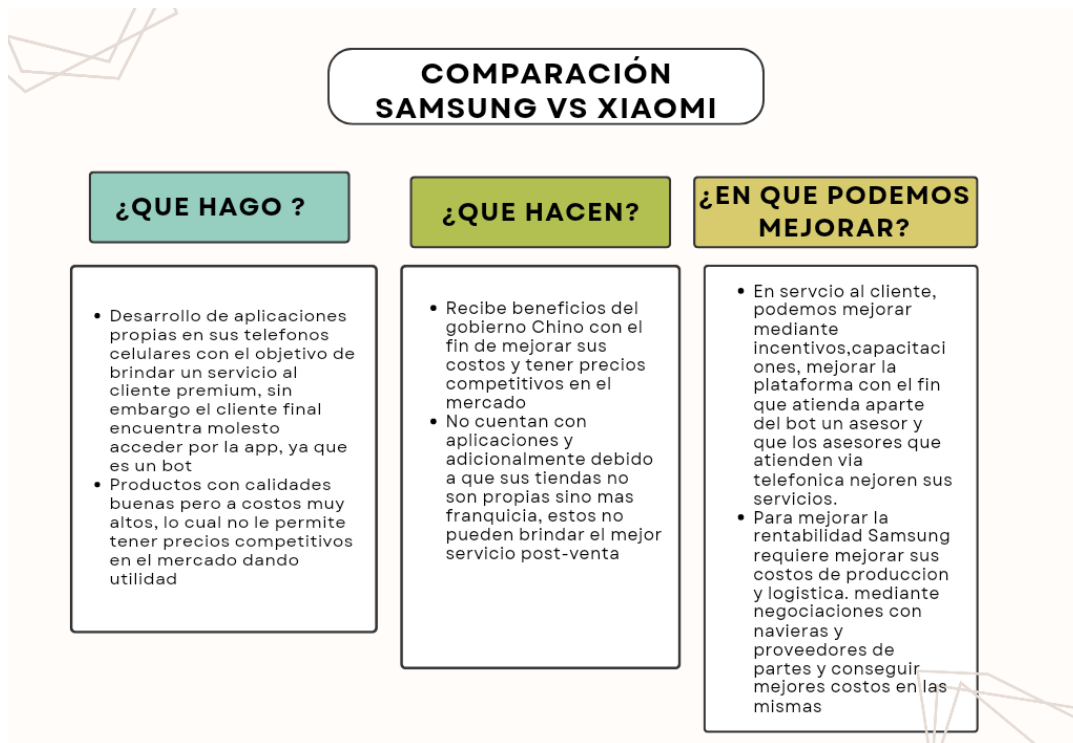 COMPARACIÓN
SAMSUNG VS XIAOMI
¿QUE HAGO ?
• Desarrollo de aplicaciones
propias en sus telefonos
celulares con el objetivo de
brindar un servicio al
cliente premium, sin
embargo el cliente final
encuentra molesto
acceder por la app, ya que
es un bot
• Productos con calidades
buenas pero a costos muy
altos, lo cual no le permite
tener precios competitivos
en el mercado dando
utilidad
¿QUE HACEN?
• Recibe beneficios del
gobierno Chino con el
fin de mejorar sus
costos y tener precios
competitivos en el
mercado
• No cuentan con
aplicaciones y
adicionalmente debido
a que sus tiendas no
son propias sino mas
franquicia, estos no
pueden brindar el mejor
servicio post-venta
¿EN QUE PODEMOS
MEJORAR?
• En servcio al cliente,
podemos mejorar
mediante
incentivos,capacitaci
ones, mejorar la
plataforma con el fin
que atienda aparte
del bot un asesor y
que los asesores que
atienden via
telefonica nejoren sus
servicios.
• Para mejorar la
rentabilidad Samsung
requiere mejorar sus
costos de produccion
y logistica. mediante
negociaciones con
navieras y
proveedores de
partes y conseguir
mejores costos en las
mismas